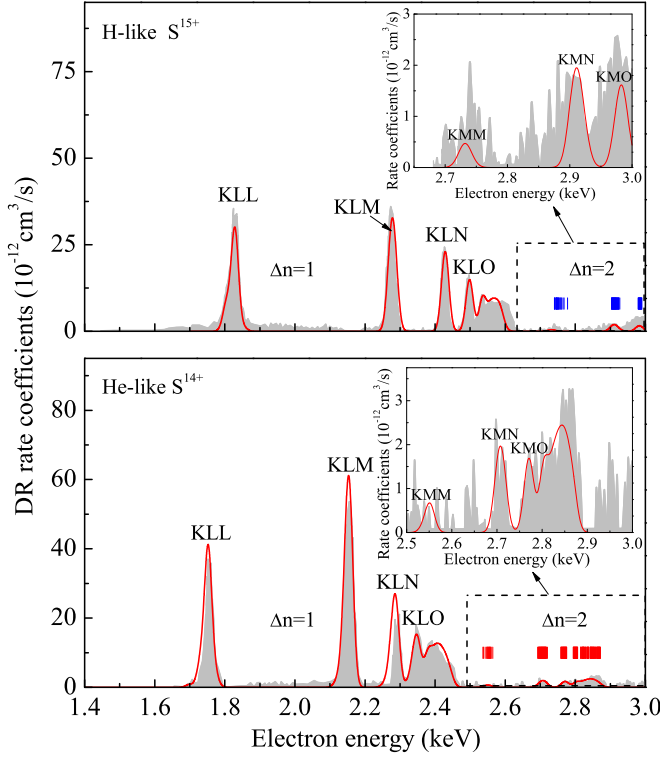 H-like S15+
75
50
25
0
DR rate coefficients (10-12cm3/s)
KLL
KLM
KLN
KLO
Δn=1
Δn=2
Rate coefficients (10-12cm3/s)
3
2
1
0
KMM
KMN
KMO
2.7 2.8 2.9 3.0
Electron energy (keV)
He-like S14+
80
60
40
20
0
KLL
KLM
KLN
KLO
Δn=1
Δn=2
Rate coefficients (10-12cm3/s)
3
2
1
0
KMM
KMN
KMO
2.5 2.6 2.7 2.8 2.9 3.0
Electron energy (keV)
1.4 1.6 1.8 2.0 2.2 2.4 2.6 2.8 3.0
Electron energy (keV)